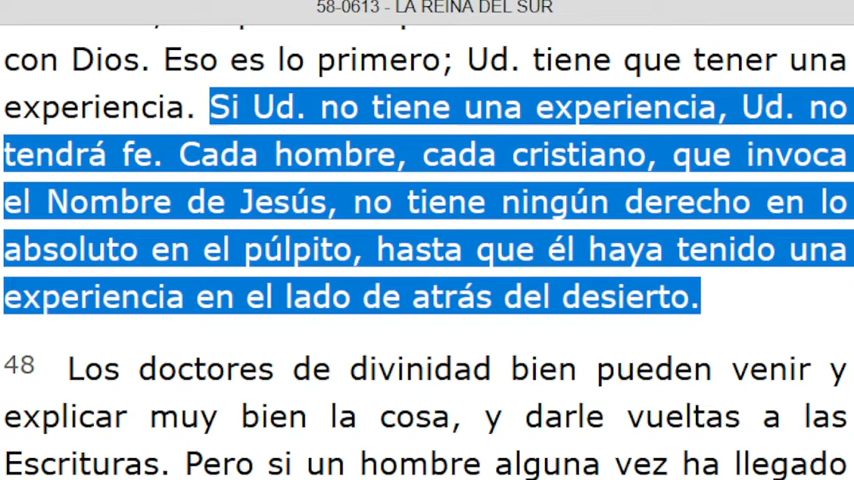 58-0613 - LA REINA DEL SUR
con Dios. Eso es lo primero; Ud. tiene que tener una
experiencia. Si Ud. no tiene una experiencia, Ud. no
tendrá fe. Cada hombre, cada cristiano, que invoca
el Nombre de Jesús, no tiene ningún derecho en lo
absoluto en el púlpito, hasta que él haya tenido una
experiencia en el lado de atrás del desierto.
48 Los doctores de divinidad bien pueden venir y
explicar muy bien la cosa, y darle vueltas a las
Escrituras. Pero si un hombre alguna vez ha llegado